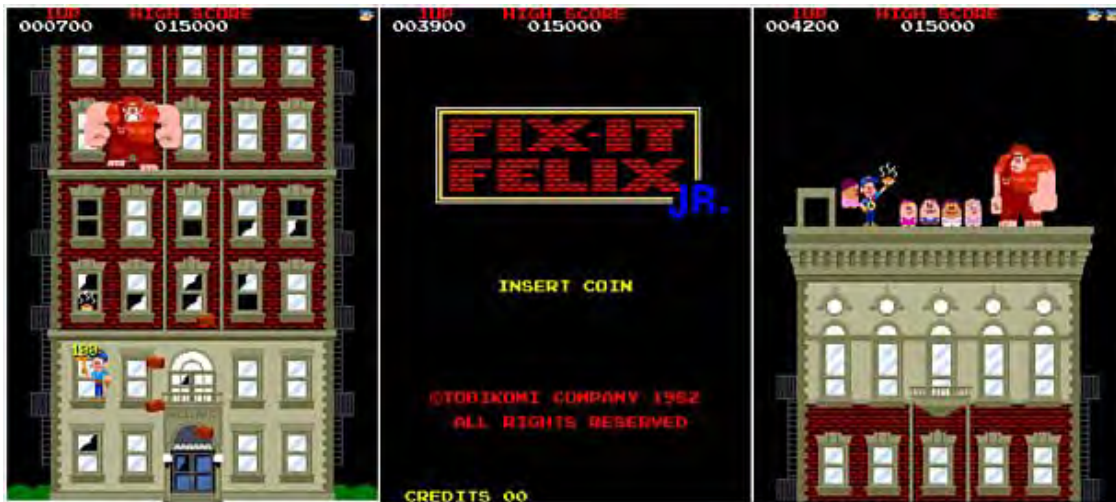 1UP HIGH SCORE
000700 015000
100
1UP HIGH SCORE
003900 015000
FIX-IT
FELIX
JR.
INSERT COIN
©TOBIKOMI COMPANY 1982
ALL RIGHTS RESERVED
CREDITS 00
1UP HIGH SCORE
004200 015000